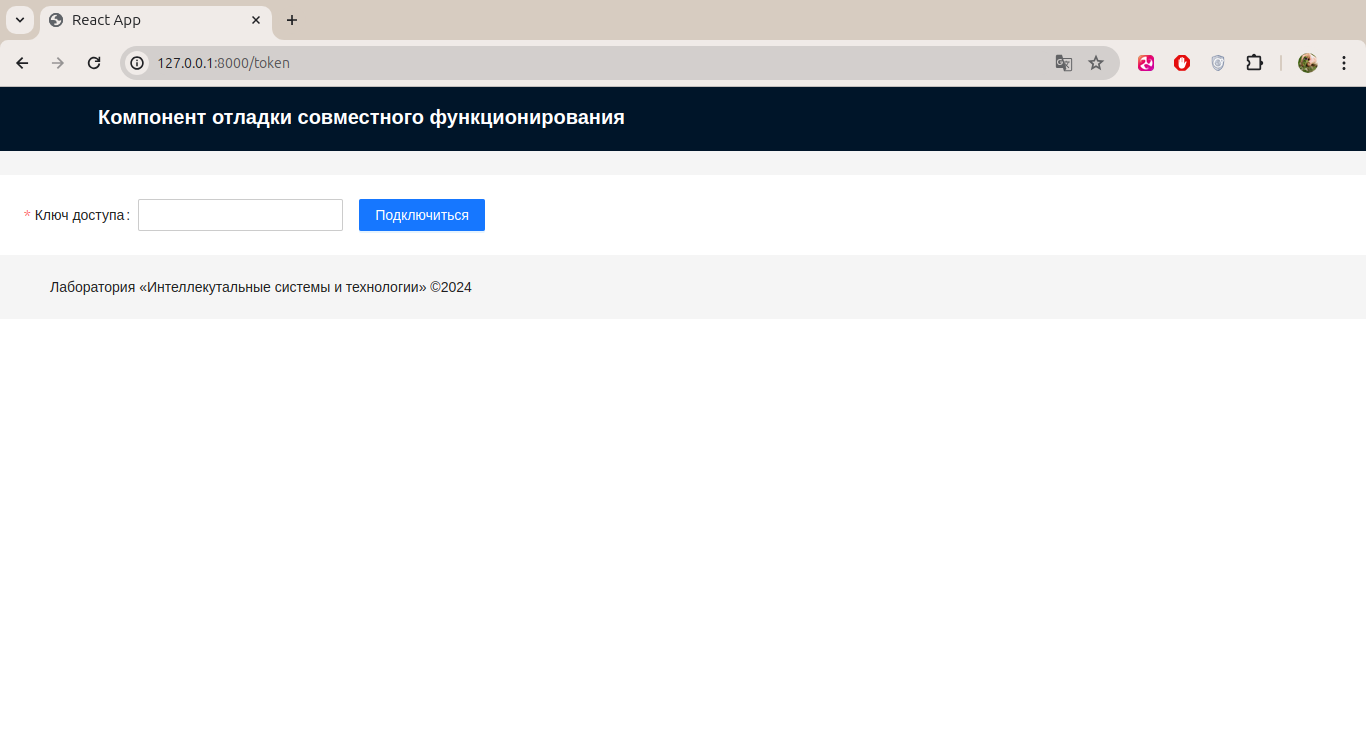 React App
127.0.0.1:8000/token
Компонент отладки совместного функционирования
* Ключ доступа: Подключиться
Лаборатория «Интеллекутальные системы и технологии» ©2024